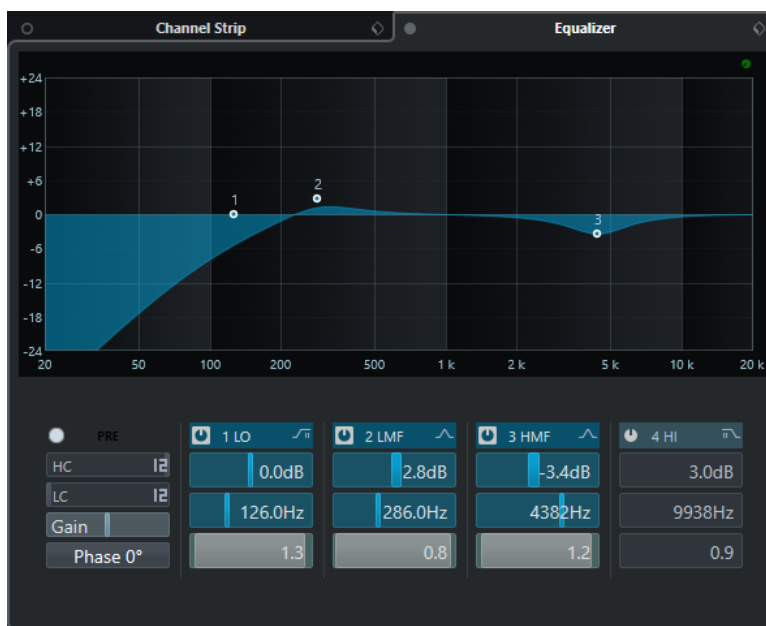 Channel Strip Equalizer
+24
+18
+12
+6
0
-6
-12
-18
-24
1
2
3
20 50 100 200 500 1 k 2 k 5 k 10 k 20 k
PRE 1 LO 2 LMF 3 HMF 4 HI
HC 12 0.0dB 2.8dB -3.4dB 3.0dB
LC 12 126.0Hz 286.0Hz 4382Hz 9938Hz
Gain 1.3 0.8 1.2 0.9
Phase 0°